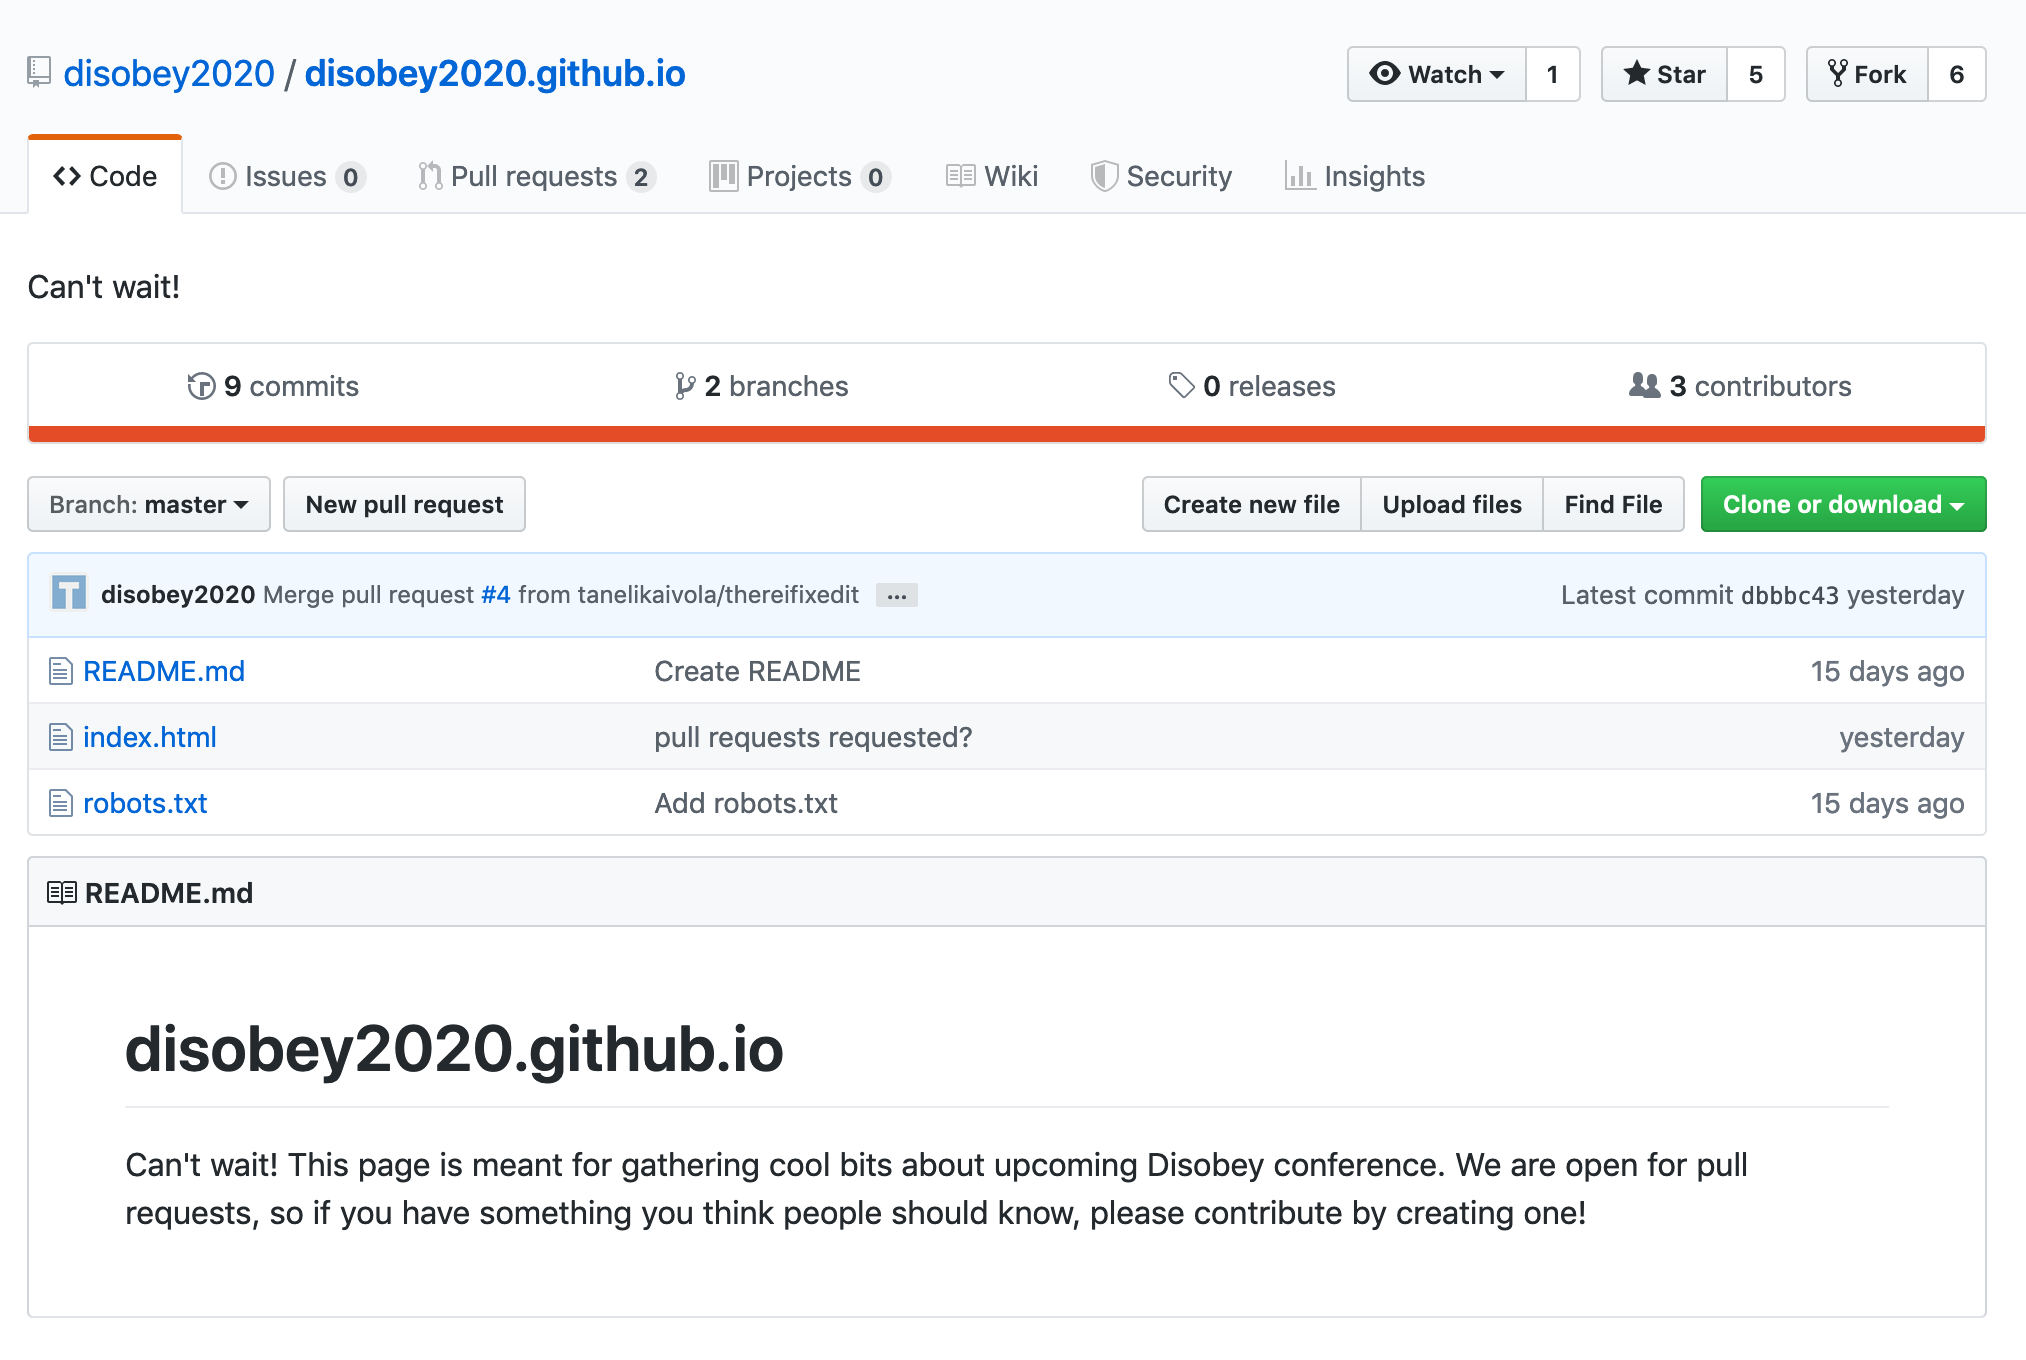 disobey2020 / disobey2020.github.io Watch 1 Star 5 Fork 6
Code Issues 0 Pull requests 2 Projects 0 Wiki Security Insights
Can't wait!
9 commits 2 branches 0 releases 3 contributors
Branch: master New pull request Create new file Upload files Find File Clone or download
T disobey2020 Merge pull request #4 from tanelikaivola/thereifixedit ... Latest commit dbbbc43 yesterday
README.md Create README 15 days ago
index.html pull requests requested? yesterday
robots.txt Add robots.txt 15 days ago
README.md
disobey2020.github.io
Can't wait! This page is meant for gathering cool bits about upcoming Disobey conference. We are open for pull
requests, so if you have something you think people should know, please contribute by creating one!